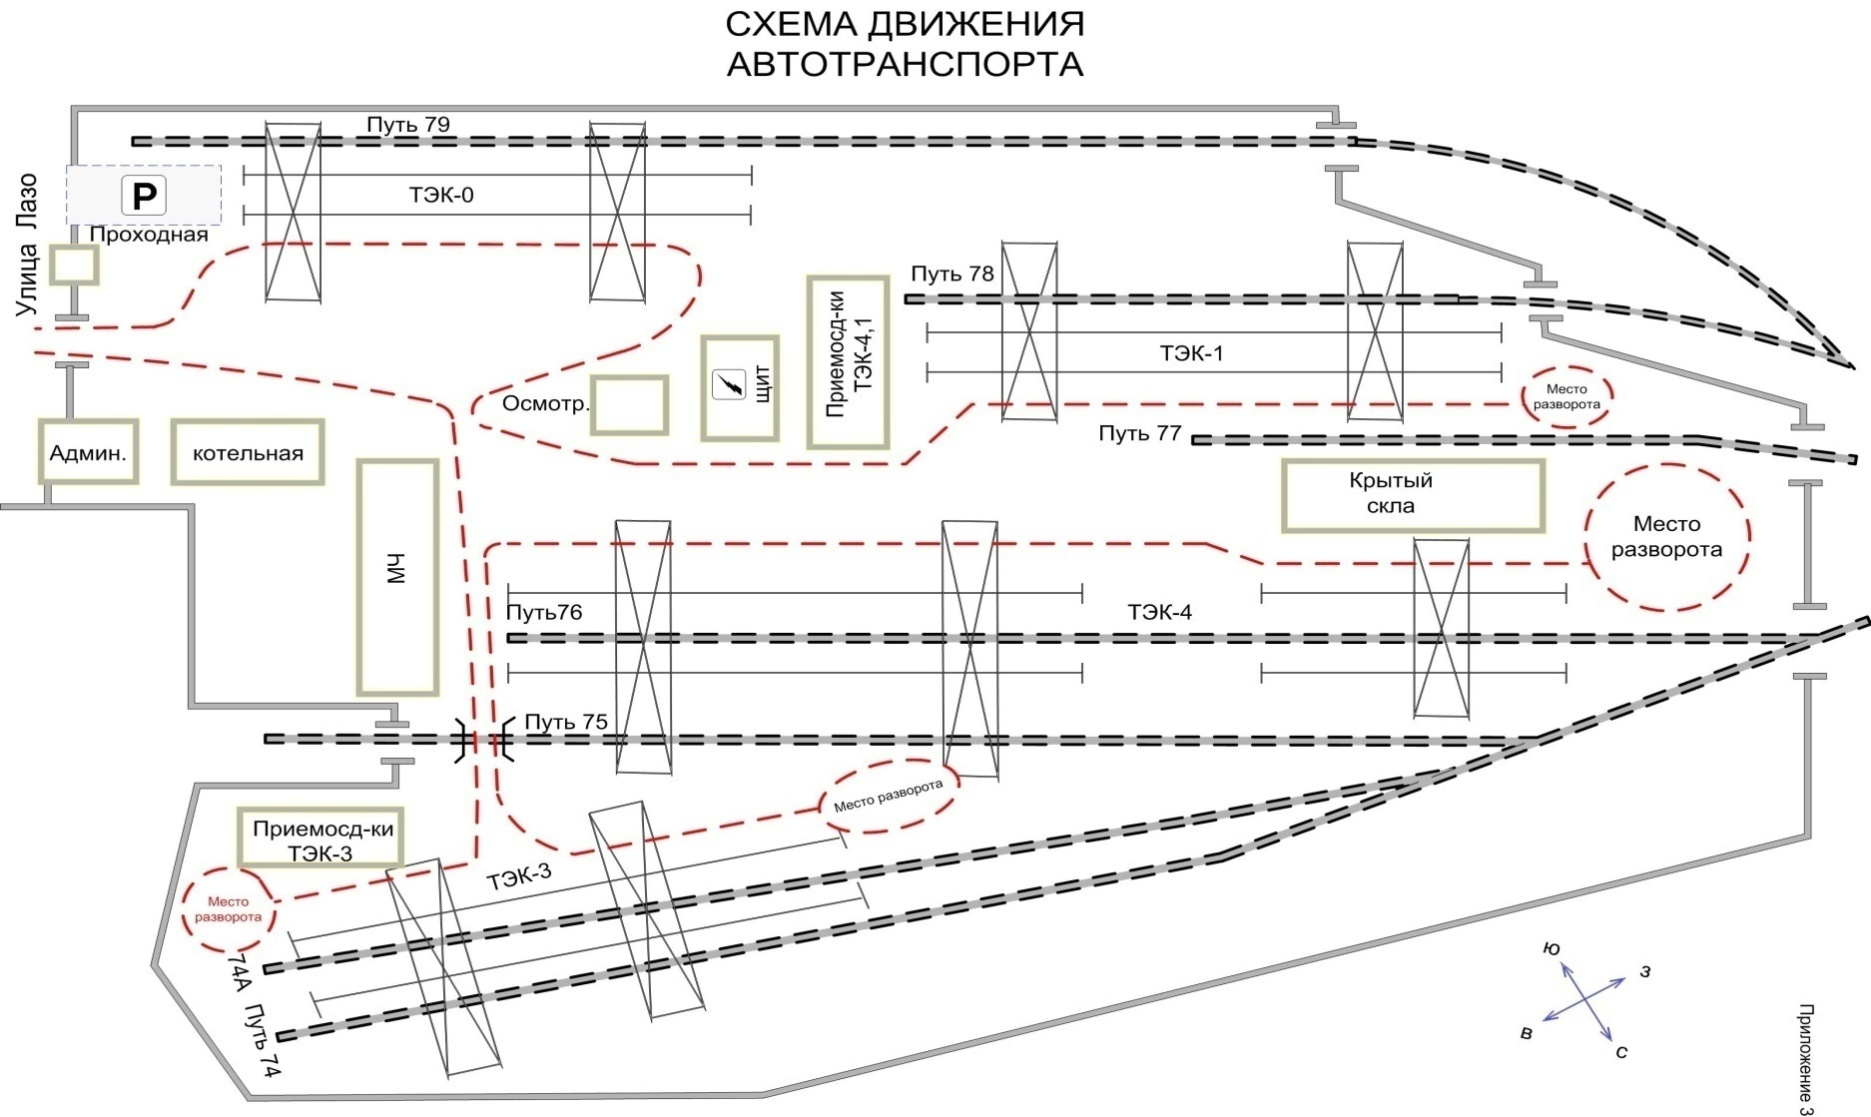 СХЕМА ДВИЖЕНИЯ
АВТОТРАНСПОРТА
Путь 79
P
ТЭК-0
Улица Лазо
Проходная
Путь 78
Приемосд-ки
ТЭК-4,1
щит
ТЭК-1
Осмотр.
Место
разворота
Путь 77
Админ.
котельная
Крытый
скла
Место
разворота
МЧ
Путь76
ТЭК-4
Путь 75
Место разворота
Приемосд-ки
ТЭК-3
ТЭК-3
Место
разворота
74А
Путь 74
ю
з
в
с
Приложение 3